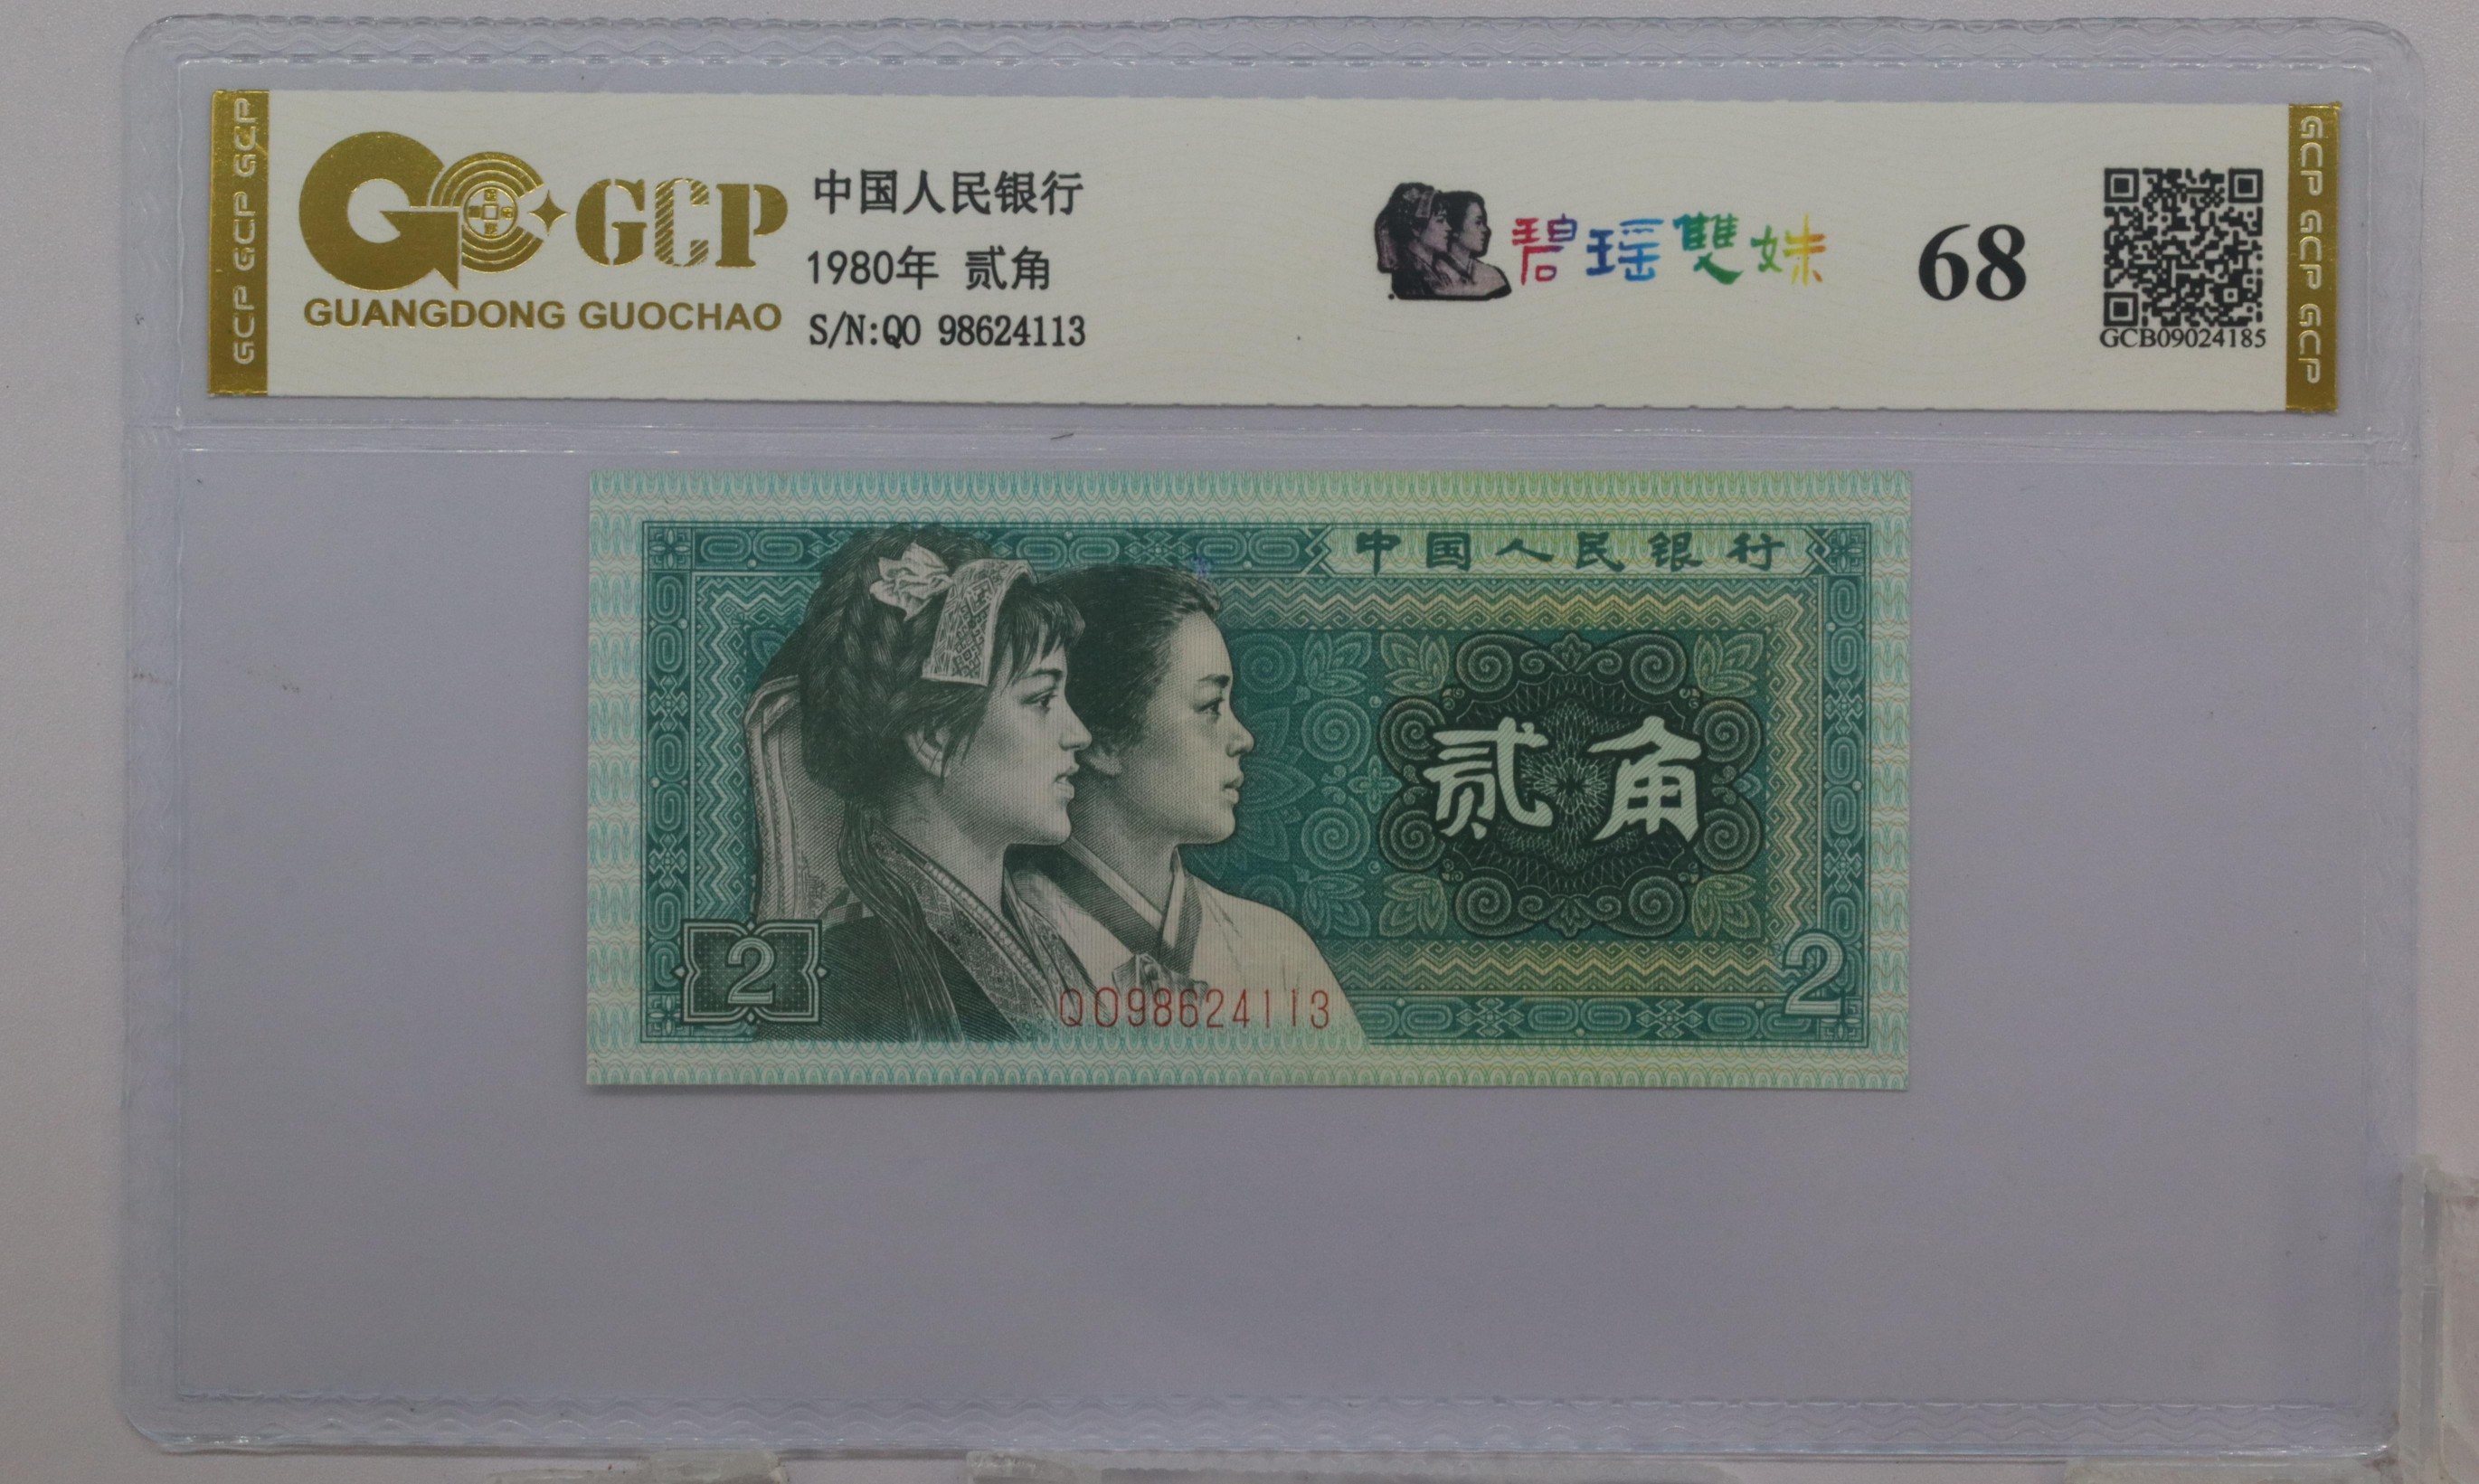 GCP GCP GCP
GCP
GUANGDONG GUOCHAO
中国人民银行
1980年 贰角
S/N:QO 98624113
碧瑶雙妹
68
GCB09024185
GCP GCP GCP
中国人民银行
贰角
2
QO98624113
2